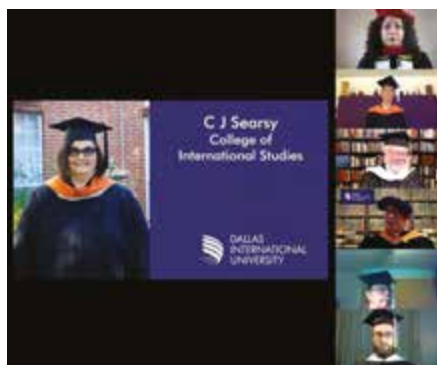 C J Searsy
College of
International Studies
DALLAS
INTERNATIONAL
UNIVERSITY